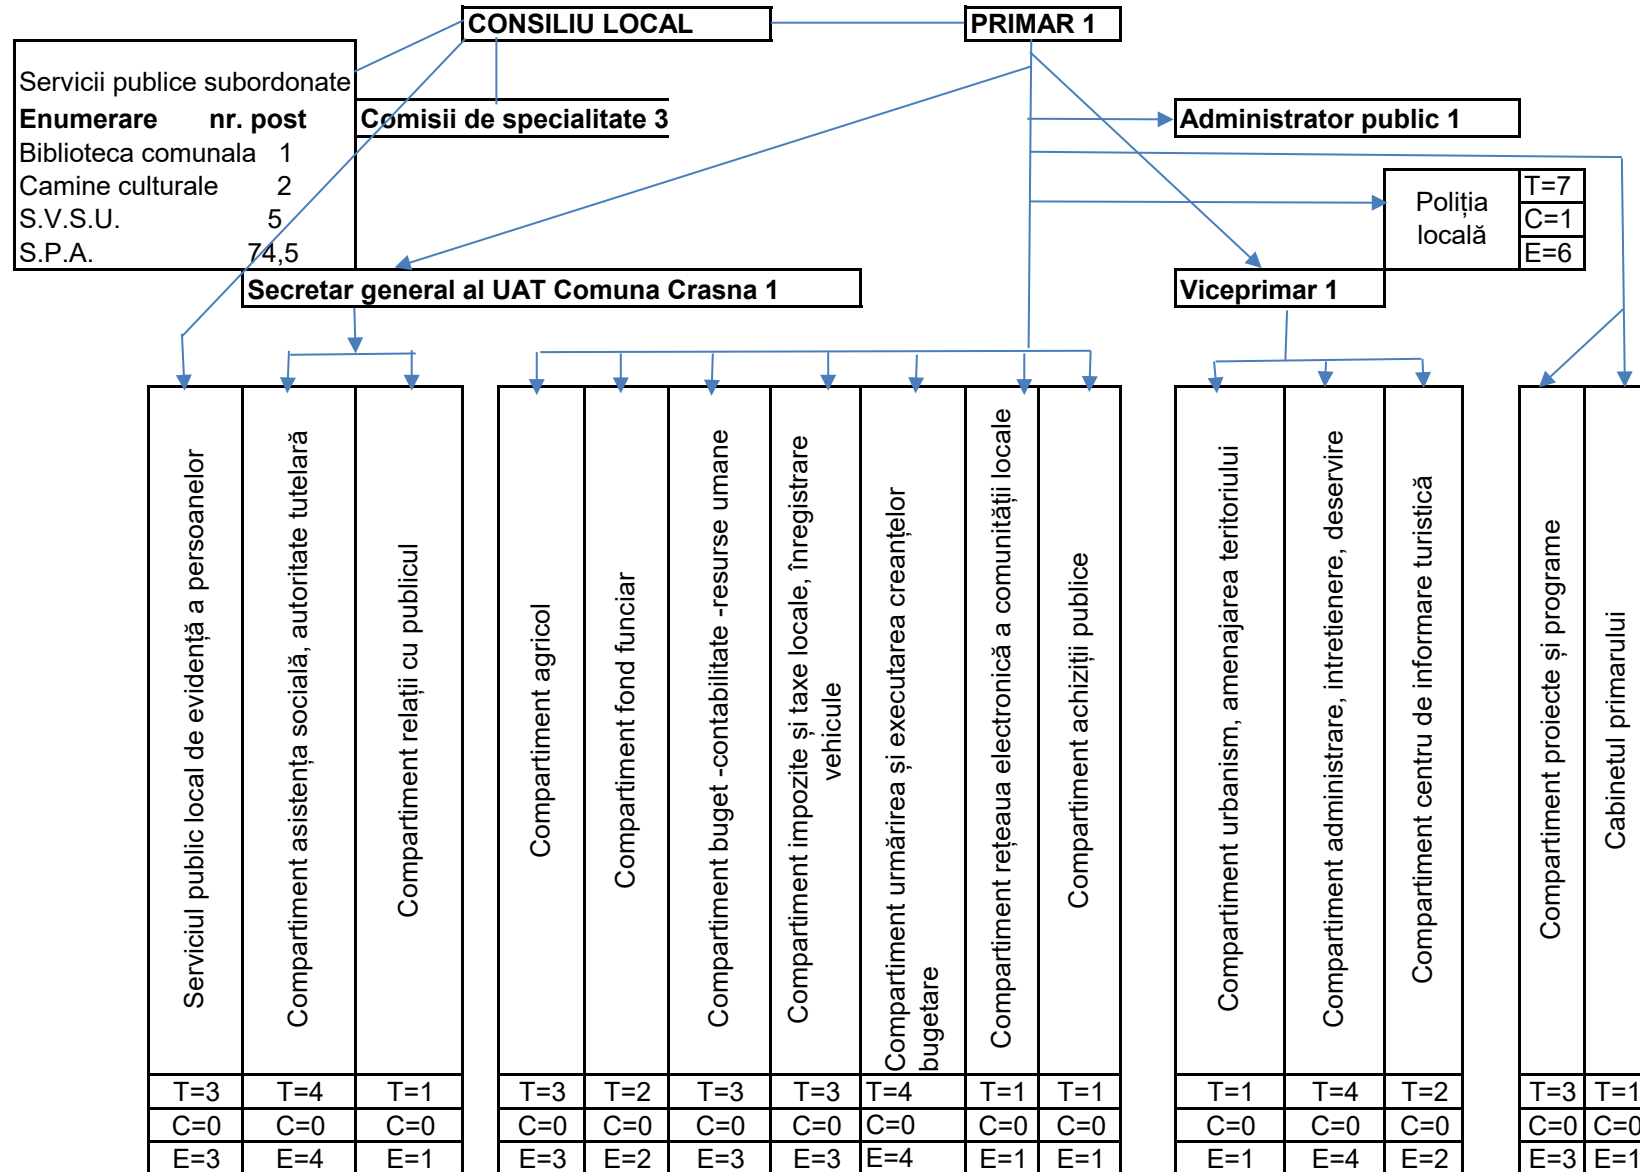 CONSILIU LOCAL
PRIMAR 1
Servicii publice subordonate
Enumerare nr. post
Biblioteca comunala 1
Camine culturale 2
S.V.S.U. 5
S.P.A. 74,5
Comisii de specialitate 3
Administrator public 1
Poliția
locală
T=7
C=1
E=6
Secretar general al UAT Comuna Crasna 1
Viceprimar 1
Serviciul public local de evidență a persoanelor
Compartiment asistența socială, autoritate tutelară
Compartiment relații cu publicul
Compartiment agricol
Compartiment fond funciar
Compartiment buget -contabilitate -resurse umane
Compartiment impozite și taxe locale, înregistrare
vehicule
Compartiment urmărirea și executarea creanțelor
bugetare
Compartiment rețeaua electronică a comunității locale
Compartiment achiziții publice
Compartiment urbanism, amenajarea teritoriului
Compartiment administrare, intretienere, deservire
Compartiment centru de informare turistică
Compartiment proiecte și programe
Cabinetul primarului
T=3 T=4 T=1 T=3 T=2 T=3 T=3 T=4 T=1 T=1 T=1 T=4 T=2 T=3 T=1
C=0 C=0 C=0 C=0 C=0 C=0 C=0 C=0 C=0 C=0 C=0 C=0 C=0 C=0 C=0
E=3 E=4 E=1 E=3 E=2 E=3 E=3 E=4 E=1 E=1 E=1 E=4 E=2 E=3 E=1